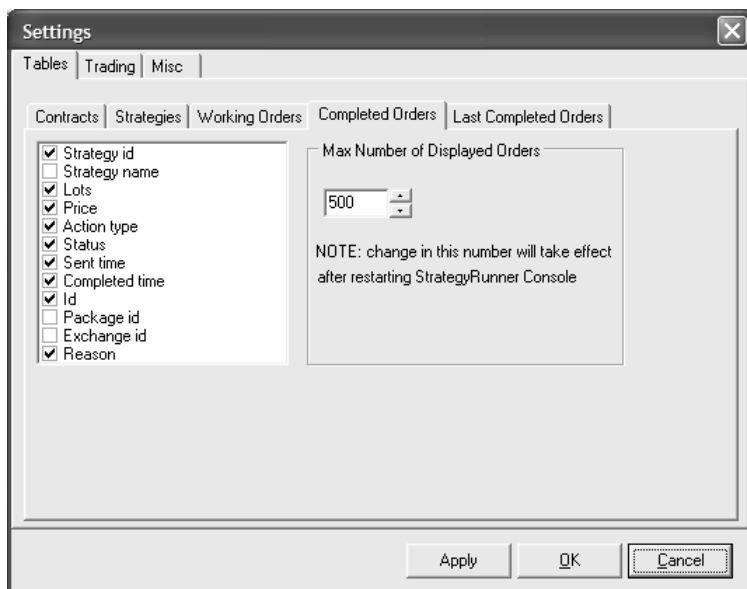 Settings
Tables Trading Misc
Contracts Strategies Working Orders Completed Orders Last Completed Orders
Strategy id
Strategy name
Lots
Price
Action type
Status
Sent time
Completed time
Id
Package id
Exchange id
Reason
Max Number of Displayed Orders
500
NOTE: change in this number will take effect
after restarting StrategyRunner Console
Apply OK Cancel